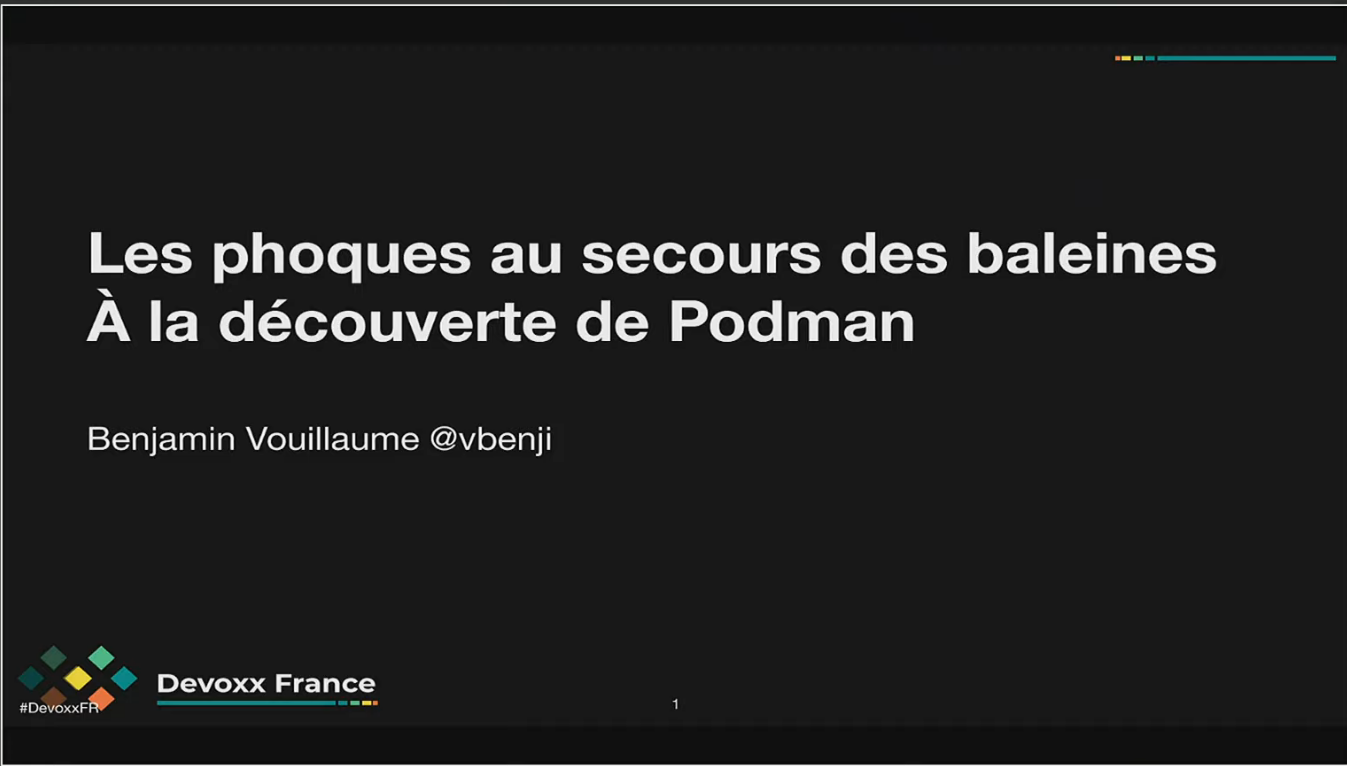 Les phoques au secours des baleines
À la découverte de Podman
Benjamin Vouillaume @vbenji
Devoxx France
#DevoxxFR
1